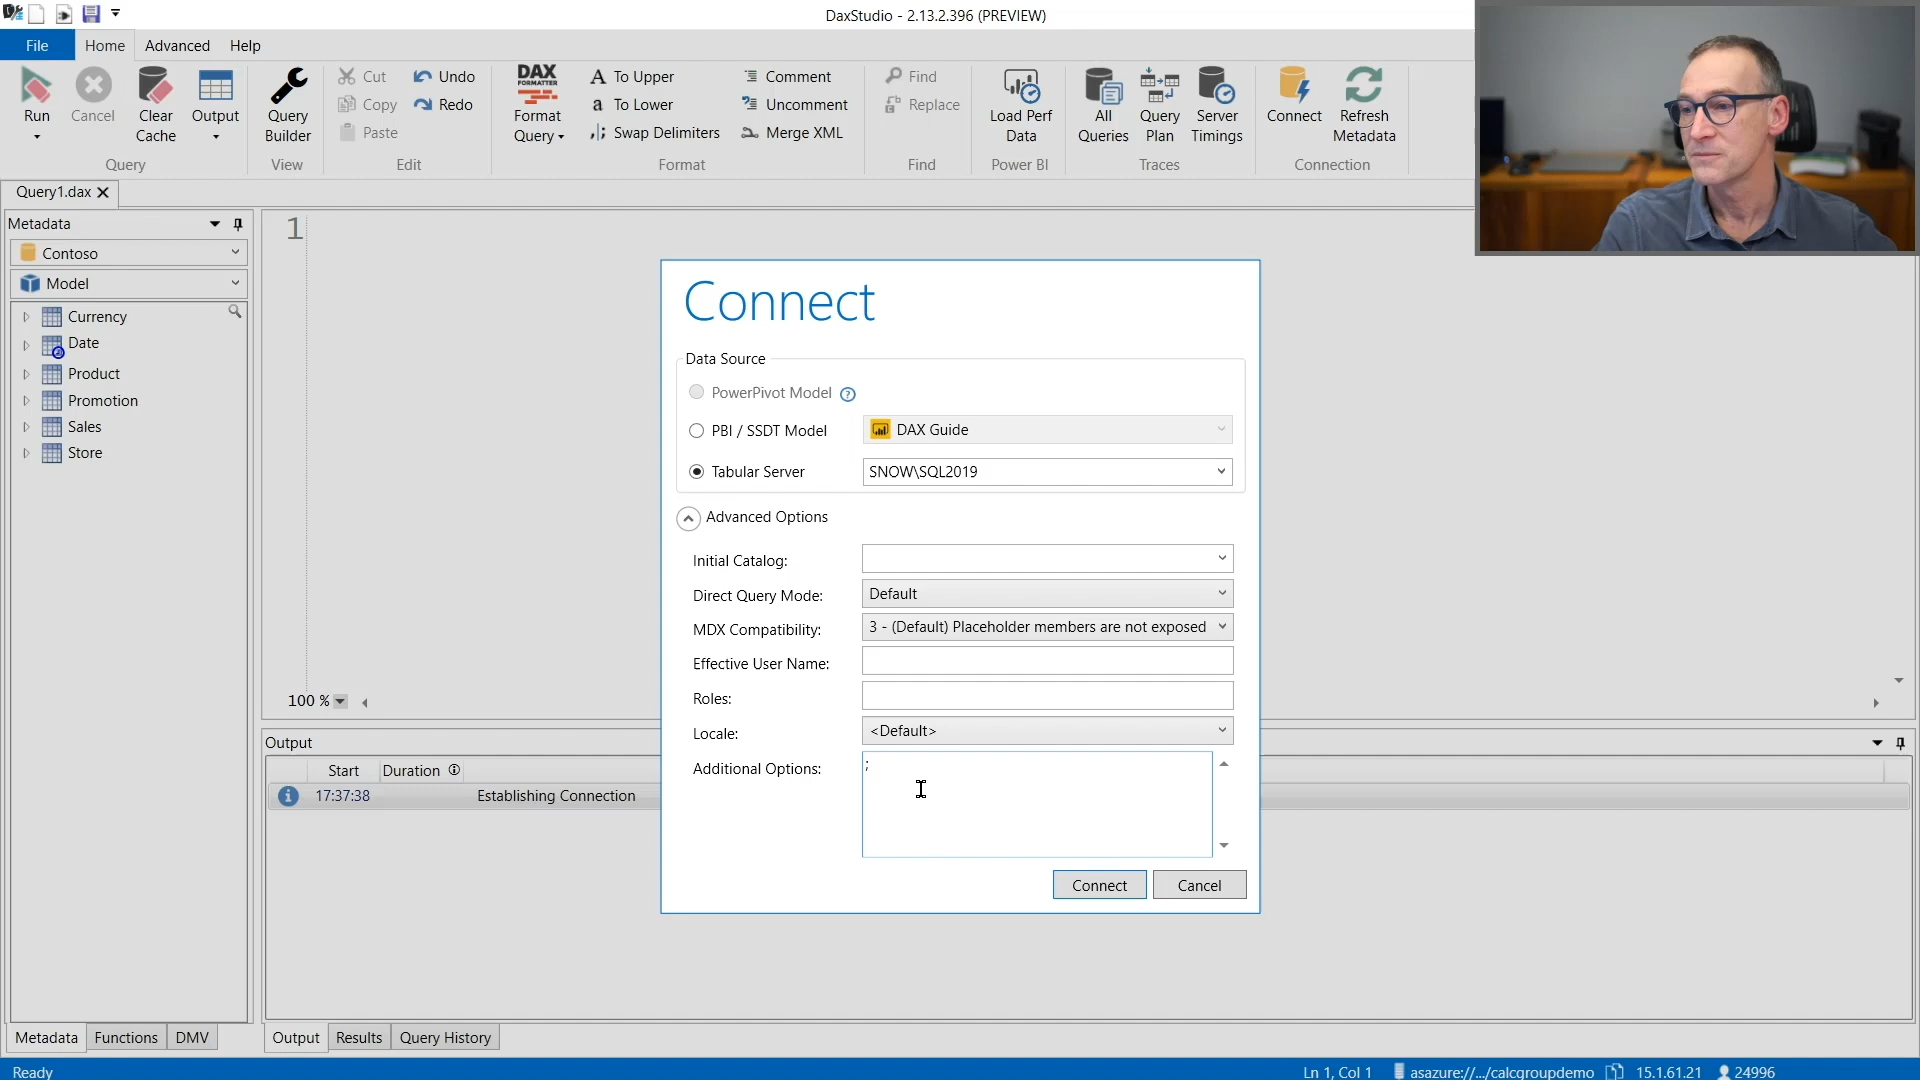 DaxStudio - 2.13.2.396 (PREVIEW)
File Home Advanced Help
Run Cancel Clear Cache Output
Query
Query Builder
View
Cut Undo
Copy Redo
Paste
Edit
DAX FORMATTER
Format Query
A To Upper
a To Lower
Swap Delimiters
Comment
Uncomment
Merge XML
Format
Find
Replace
Find
Load Perf Data
Power BI
All Queries Query Plan Server Timings
Traces
Connect Refresh Metadata
Connection
Query1.dax
Metadata
Contoso
Model
Currency
Date
Product
Promotion
Sales
Store
1
100 %
Connect
Data Source
PowerPivot Model ?
PBI / SSDT Model DAX Guide
Tabular Server SNOW\SQL2019
Advanced Options
Initial Catalog:
Direct Query Mode: Default
MDX Compatibility: 3 - (Default) Placeholder members are not exposed
Effective User Name:
Roles:
Locale: <Default>
Additional Options: ;
Connect Cancel
Output
Start Duration
17:37:38 Establishing Connection
Metadata Functions DMV
Output Results Query History
Ready Ln 1, Col 1 asazure://.../calcgroupdemo 15.1.61.21 24996